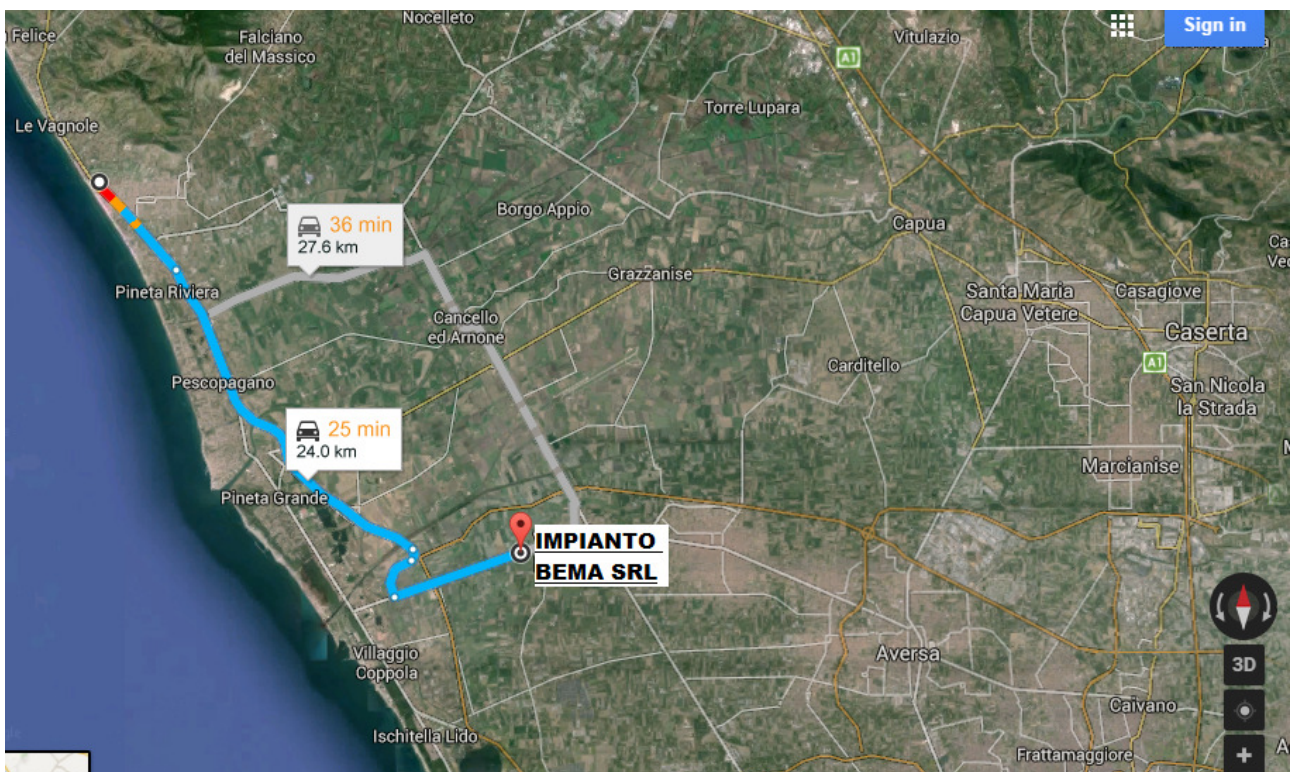 Nocelleto
Sign in
Felice
Falciano
del Massico
Vitulazio
A1
Torre Lupara
Le Vagnole
Borgo Appio
36 min
27.6 km
Capua
Grazzanise
Pineta Riviera
Santa Maria
Capua Vetere
Casagiove
Cancello
ed Arnone
Caserta
Carditello
A1
Pescopagano
San Nicola
la Strada
25 min
24.0 km
Marcianise
Pineta Grande
IMPIANTO
BEMA SRL
Villaggio
Coppola
Aversa
3D
Caivano
Ischitella Lido
Frattamaggiore